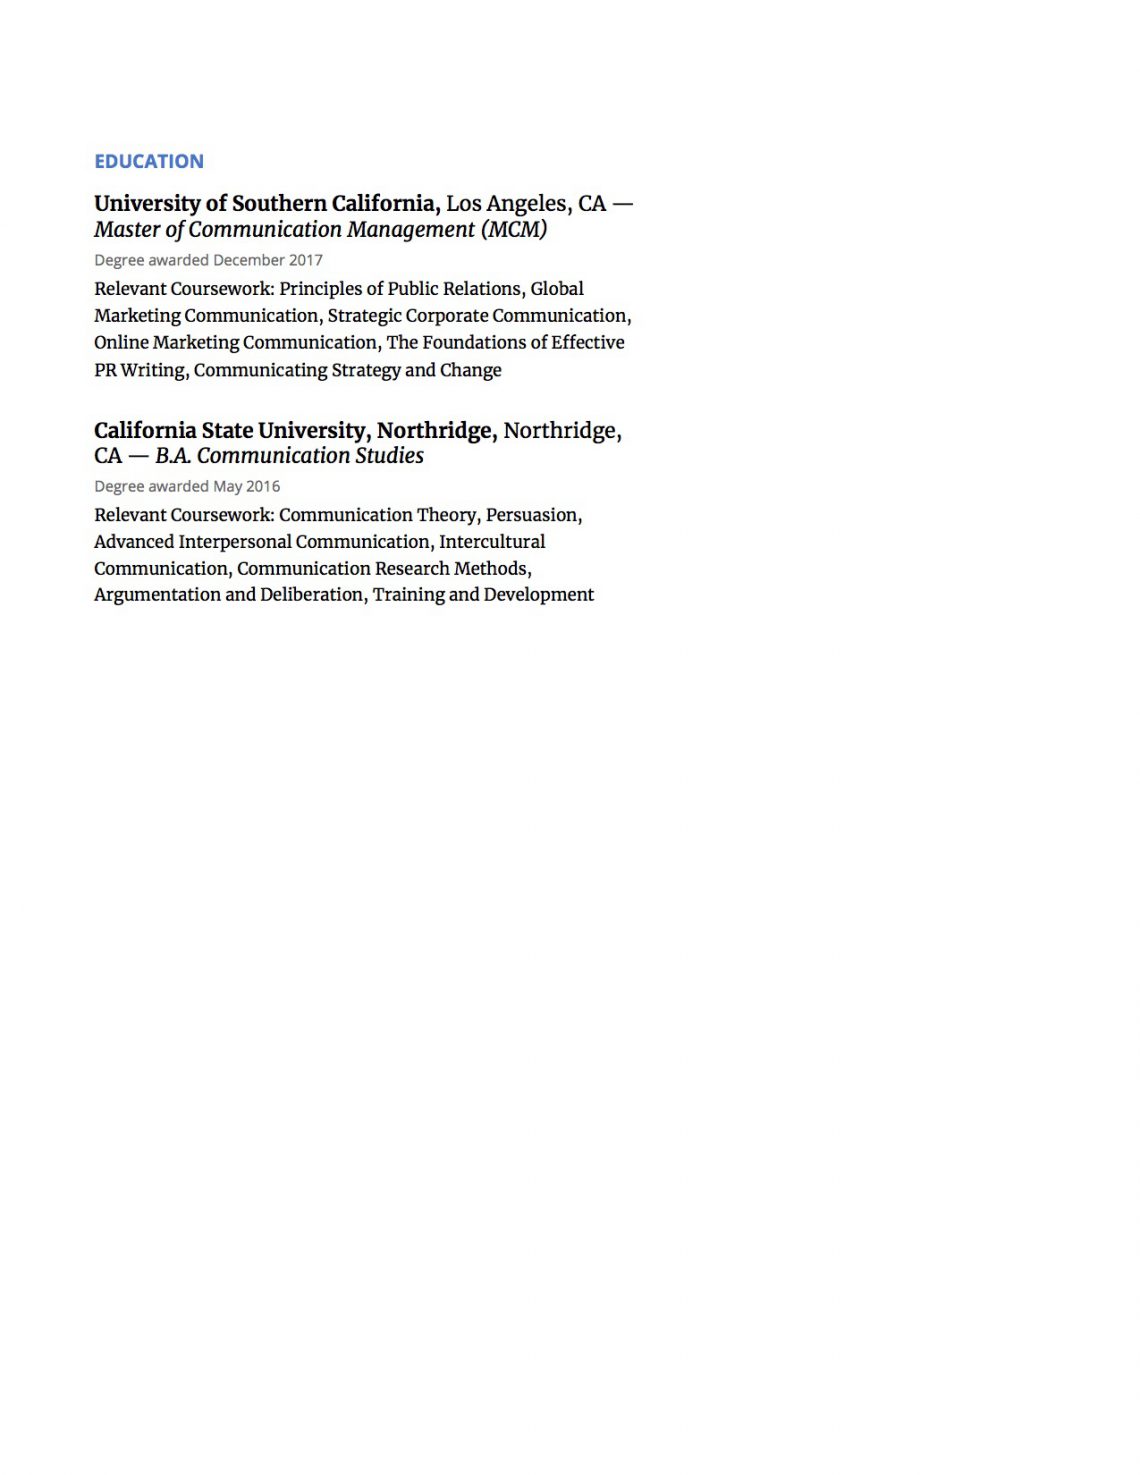 EDUCATION
University of Southern California, Los Angeles, CA —
Master of Communication Management (MCM)
Degree awarded December 2017
Relevant Coursework: Principles of Public Relations, Global
Marketing Communication, Strategic Corporate Communication,
Online Marketing Communication, The Foundations of Effective
PR Writing, Communicating Strategy and Change
California State University, Northridge, Northridge,
CA — B.A. Communication Studies
Degree awarded May 2016
Relevant Coursework: Communication Theory, Persuasion,
Advanced Interpersonal Communication, Intercultural
Communication, Communication Research Methods,
Argumentation and Deliberation, Training and Development